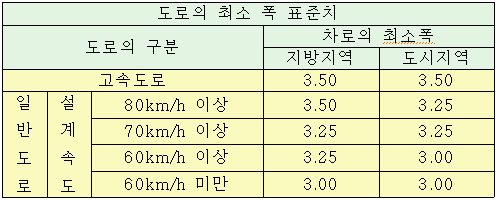 도로의 최소 폭 표준치
도로의 구분 차로의 최소폭
지방지역 도시지역
고속도로 3.50 3.50
일반도로 설계속도 80km/h 이상 3.50 3.25
70km/h 이상 3.25 3.25
60km/h 이상 3.25 3.00
60km/h 미만 3.00 3.00